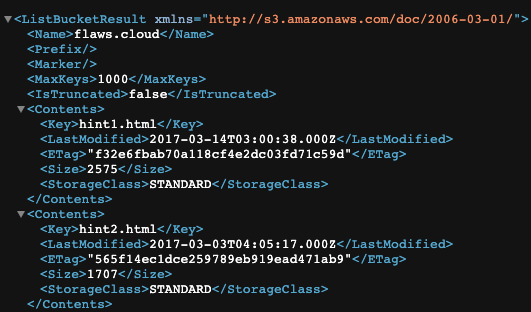 ▼<ListBucketResult xmlns="http://s3.amazonaws.com/doc/2006-03-01/">
<Name>flaws.cloud</Name>
<Prefix/>
<Marker/>
<MaxKeys>1000</MaxKeys>
<IsTruncated>false</IsTruncated>
▼<Contents>
<Key>hint1.html</Key>
<LastModified>2017-03-14T03:00:38.000Z</LastModified>
<ETag>"f32e6fbab70a118cf4e2dc03fd71c59d"</ETag>
<Size>2575</Size>
<StorageClass>STANDARD</StorageClass>
</Contents>
▼<Contents>
<Key>hint2.html</Key>
<LastModified>2017-03-03T04:05:17.000Z</LastModified>
<ETag>"565f14ec1dce259789eb919ead471ab9"</ETag>
<Size>1707</Size>
<StorageClass>STANDARD</StorageClass>
</Contents>